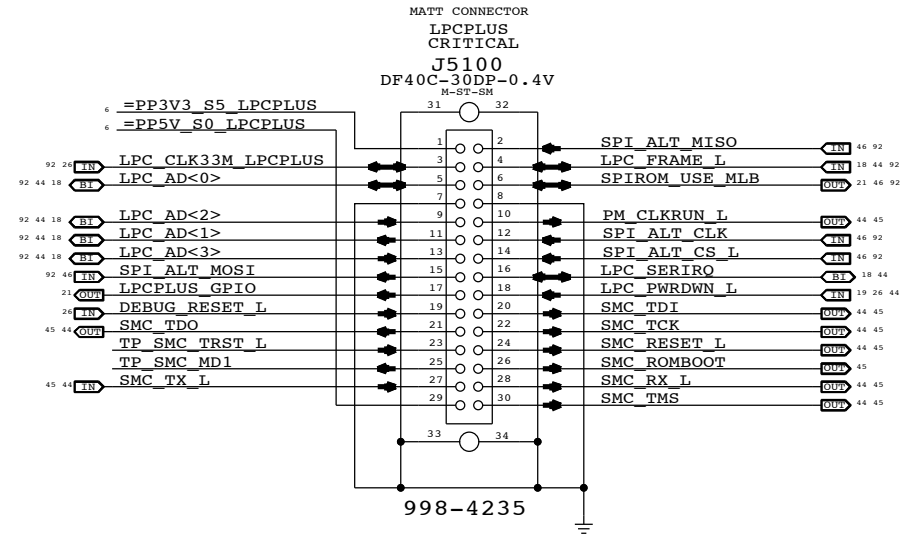 MATT CONNECTOR
LPCPLUS
CRITICAL
J5100
DF40C-30DP-0.4V
M-ST-SM
31 32
6 =PP3V3_S5_LPCPLUS
6 =PP5V_S0_LPCPLUS
1 2 SPI_ALT_MISO IN 46 92
92 26 IN LPC_CLK33M_LPCPLUS 3 4 LPC_FRAME_L IN 18 44 92
92 44 18 BI LPC_AD<0> 5 6 SPIROM_USE_MLB OUT 21 46 92
7 8
92 44 18 BI LPC_AD<2> 9 10 PM_CLKRUN_L OUT 44 45
92 44 18 BI LPC_AD<1> 11 12 SPI_ALT_CLK IN 46 92
92 44 18 BI LPC_AD<3> 13 14 SPI_ALT_CS_L IN 46 92
92 46 IN SPI_ALT_MOSI 15 16 LPC_SERIRQ BI 18 44
21 OUT LPCPLUS_GPIO 17 18 LPC_PWRDWN_L IN 19 26 44
26 IN DEBUG_RESET_L 19 20 SMC_TDI OUT 44 45
45 44 OUT SMC_TDO 21 22 SMC_TCK OUT 44 45
TP_SMC_TRST_L 23 24 SMC_RESET_L OUT 44 45
TP_SMC_MD1 25 26 SMC_ROMBOOT OUT 45
45 44 IN SMC_TX_L 27 28 SMC_RX_L OUT 44 45
29 30 SMC_TMS OUT 44 45
33 34
998-4235